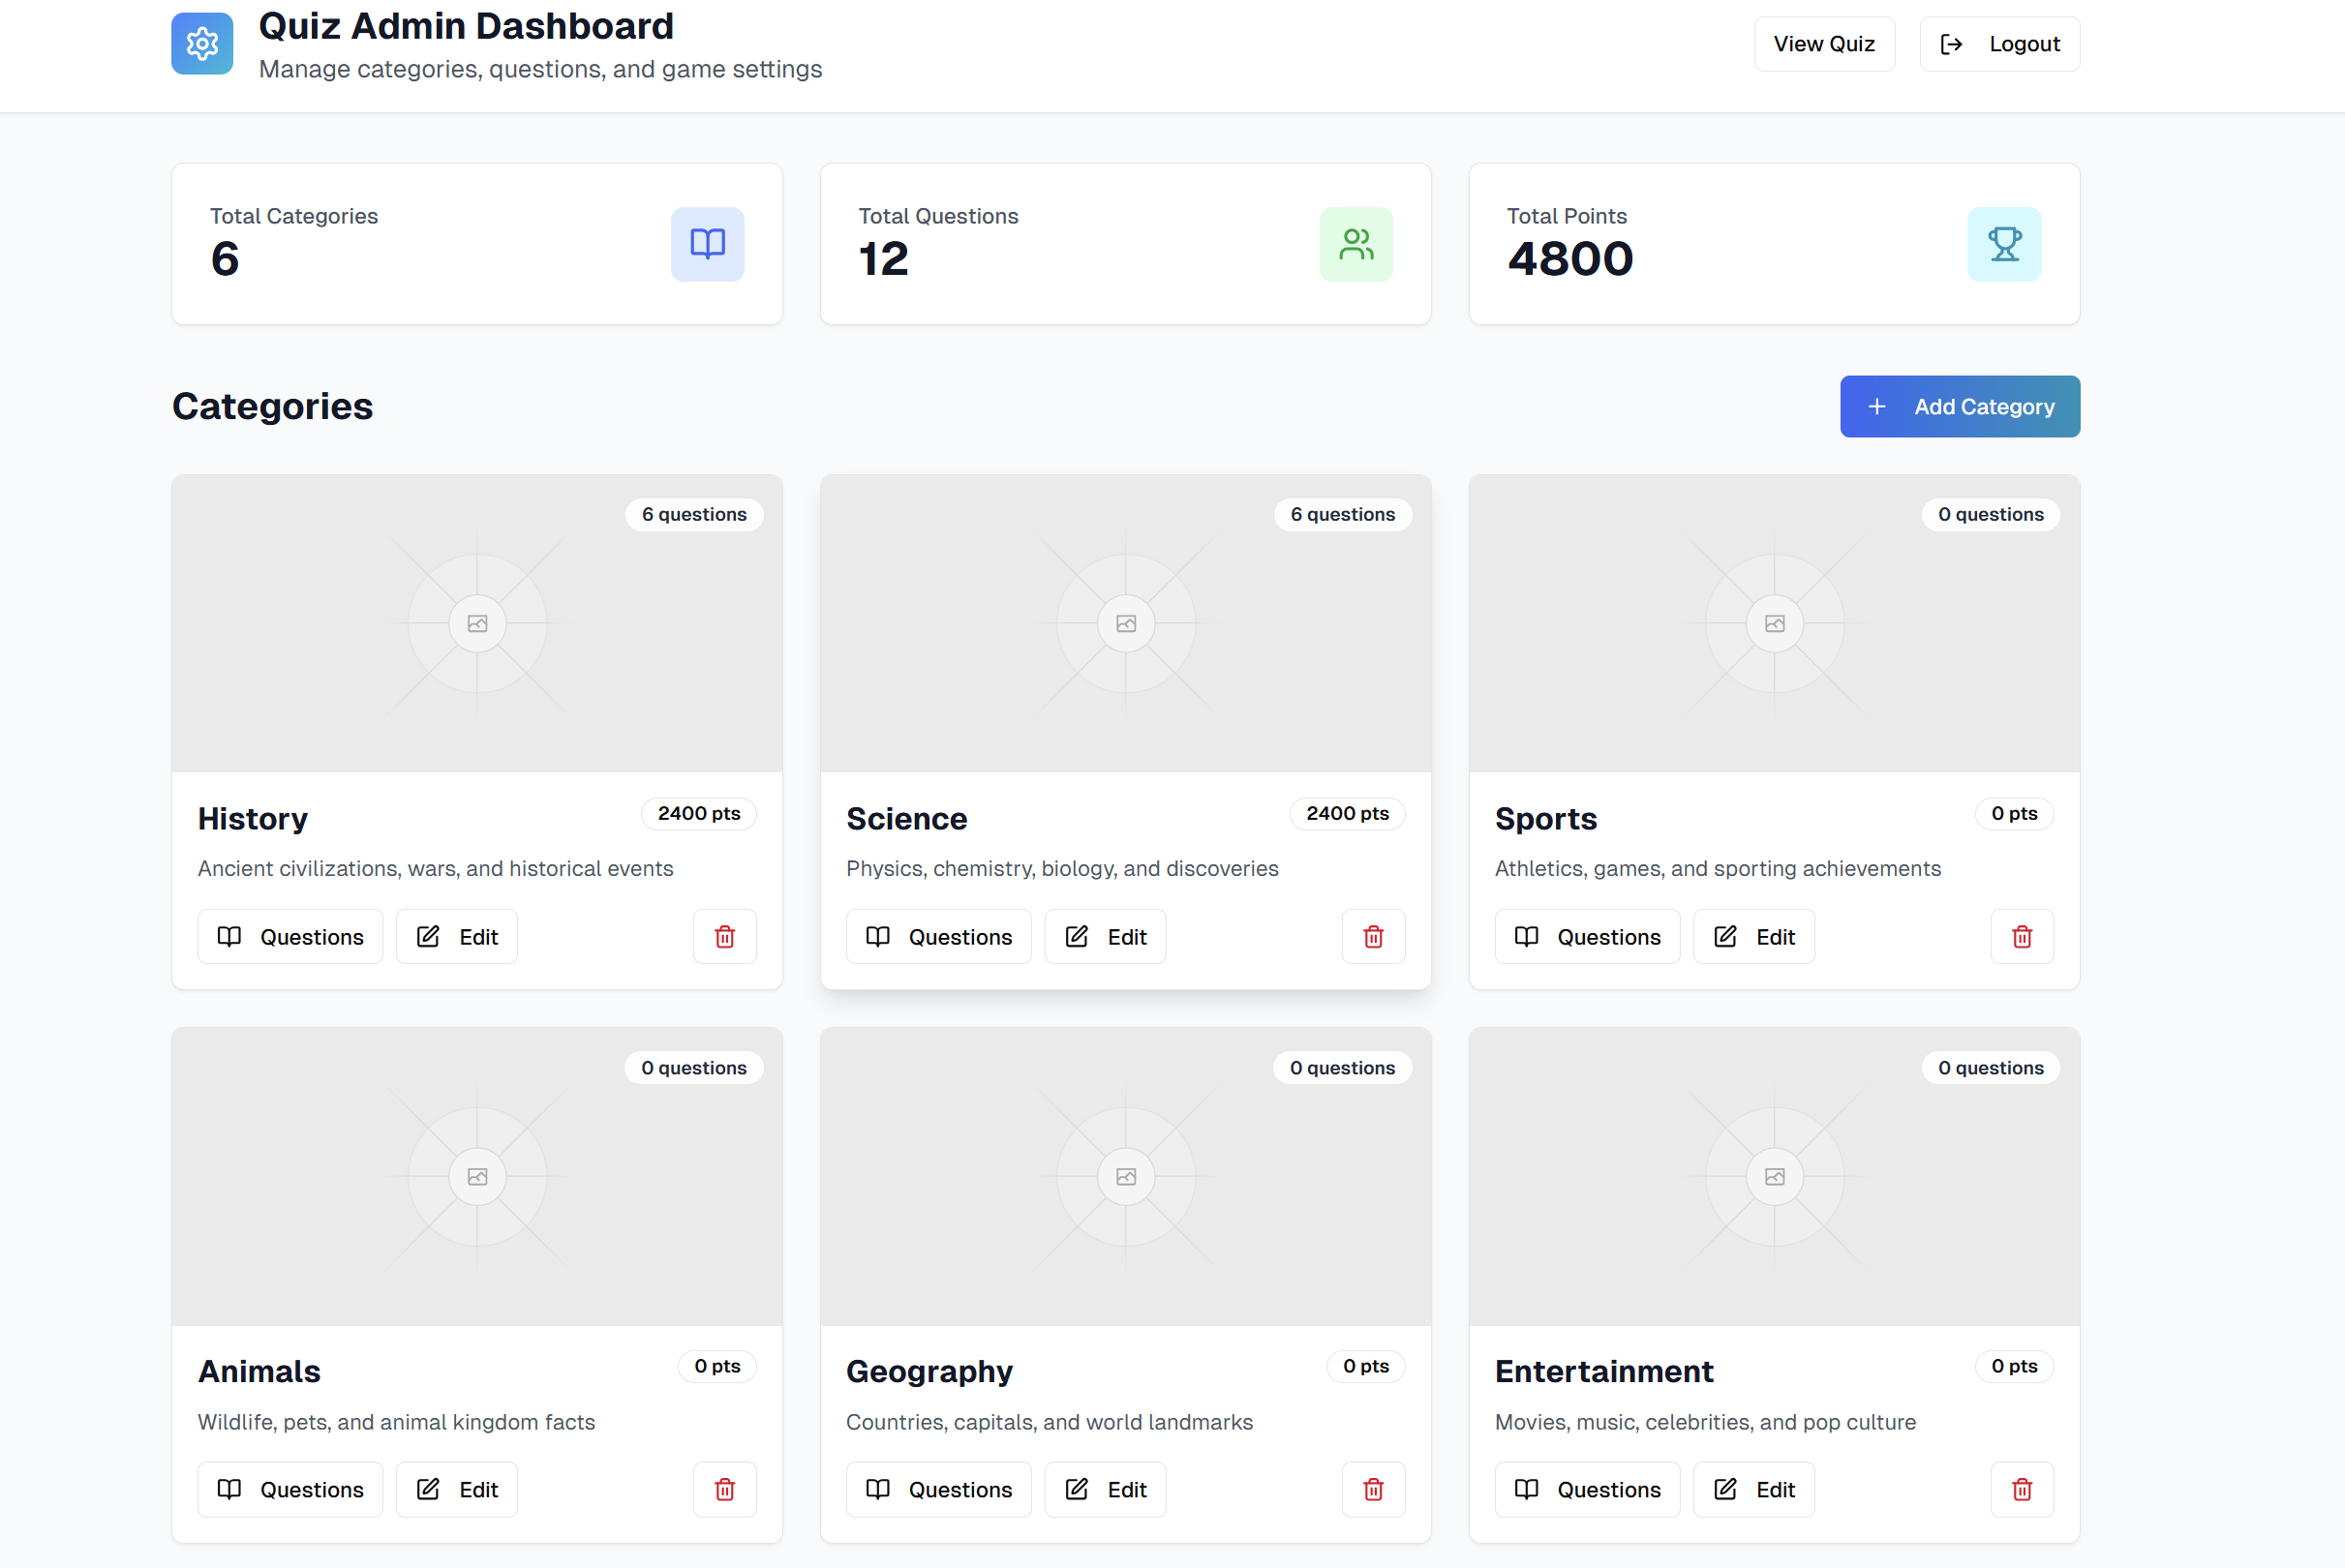 Quiz Admin Dashboard
Manage categories, questions, and game settings
View Quiz
Logout
Total Categories
6
Total Questions
12
Total Points
4800
Categories
Add Category
6 questions
History
2400 pts
Ancient civilizations, wars, and historical events
Questions
Edit
6 questions
Science
2400 pts
Physics, chemistry, biology, and discoveries
Questions
Edit
0 questions
Sports
0 pts
Athletics, games, and sporting achievements
Questions
Edit
0 questions
Animals
0 pts
Wildlife, pets, and animal kingdom facts
Questions
Edit
0 questions
Geography
0 pts
Countries, capitals, and world landmarks
Questions
Edit
0 questions
Entertainment
0 pts
Movies, music, celebrities, and pop culture
Questions
Edit